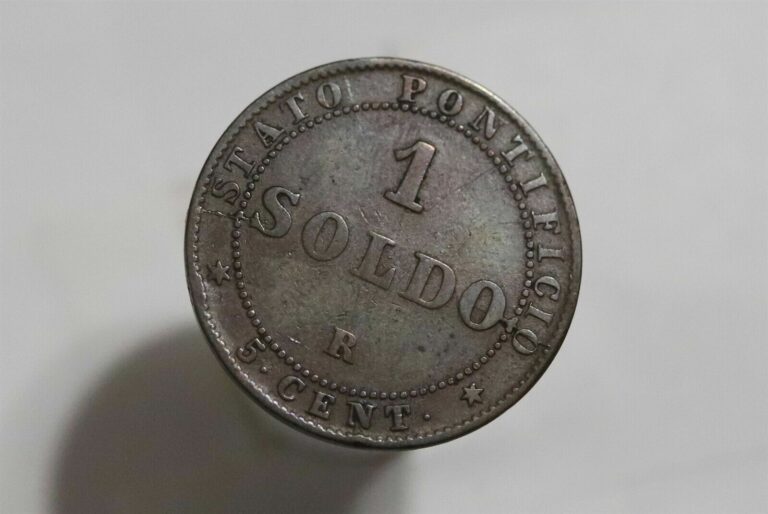 STATO PONTIFICIO
1
SOLDO
R
5. CENT.